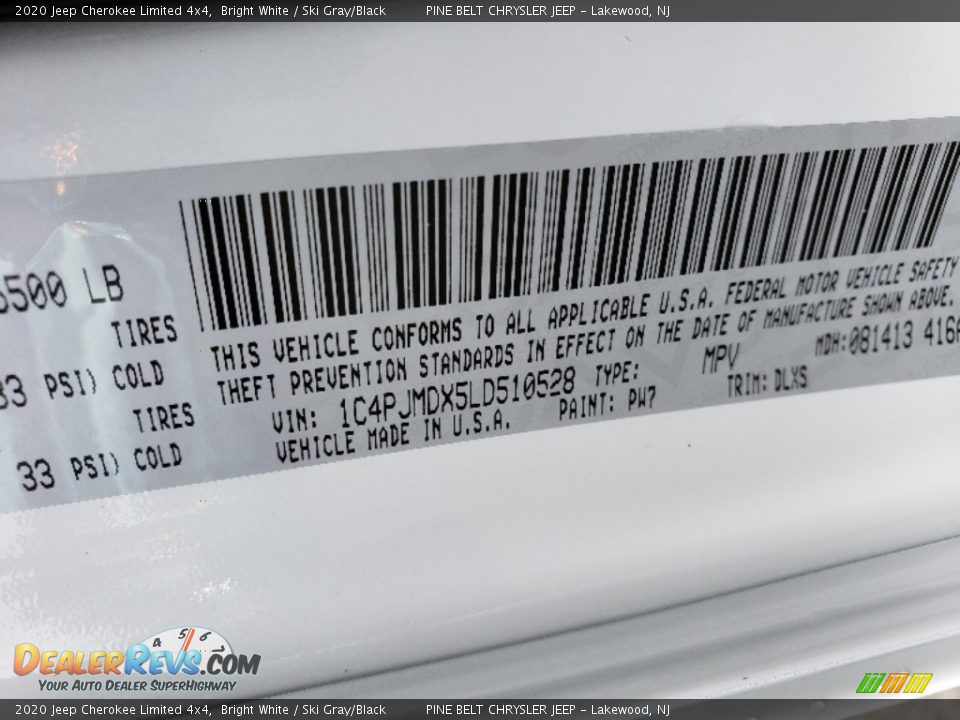 2020 Jeep Cherokee Limited 4x4, Bright White / Ski Gray/Black PINE BELT CHRYSLER JEEP - Lakewood, NJ
500 LB
TIRES
33 PSI) COLD
TIRES
33 PSI) COLD
THIS VEHICLE CONFORMS TO ALL APPLICABLE U.S.A. FEDERAL MOTOR VEHICLE SAFETY
THEFT PREVENTION STANDARDS IN EFFECT ON THE DATE OF MANUFACTURE SHOWN ABOVE.
VIN: 1C4PJMDX5LD510528 TYPE: MPV MDH:081413 416
VEHICLE MADE IN U.S.A. PAINT: PW7 TRIM: DLXS
4 5 6 7
DealerRevs.com
Your Auto Dealer SuperHighway
2020 Jeep Cherokee Limited 4x4, Bright White / Ski Gray/Black PINE BELT CHRYSLER JEEP - Lakewood, NJ